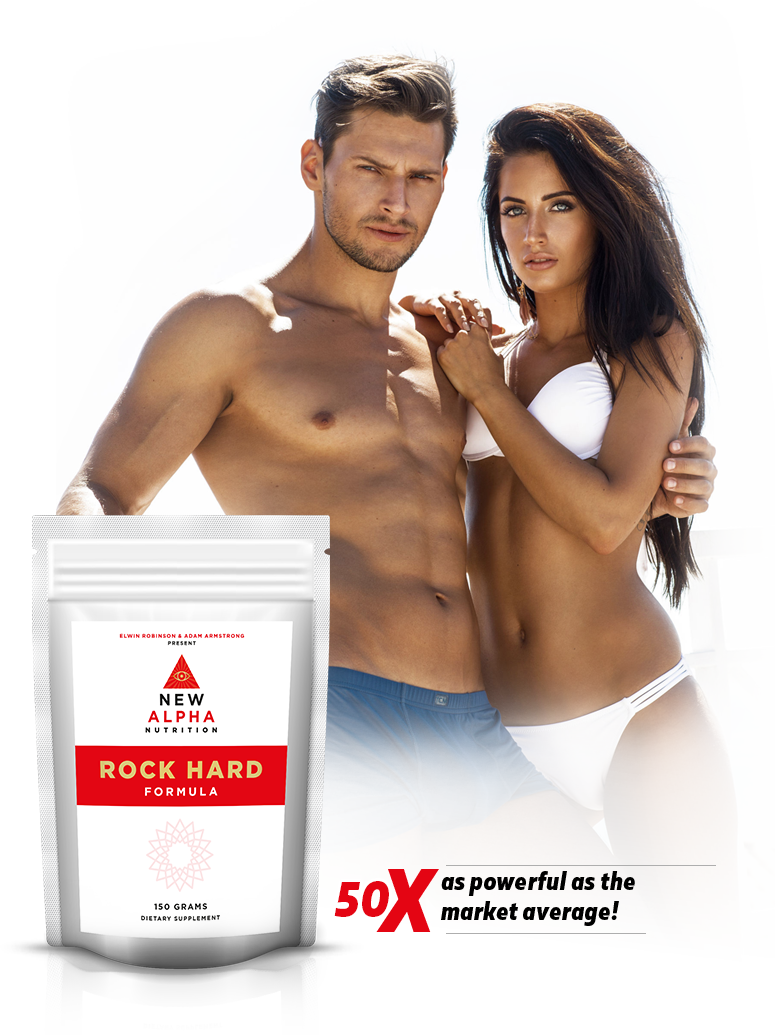 ELWIN ROBINSON & ADAM ARMSTRONG
PRESENT
NEW
ALPHA
NUTRITION
ROCK HARD
FORMULA
150 GRAMS
DIETARY SUPPLEMENT
50X as powerful as the
market average!